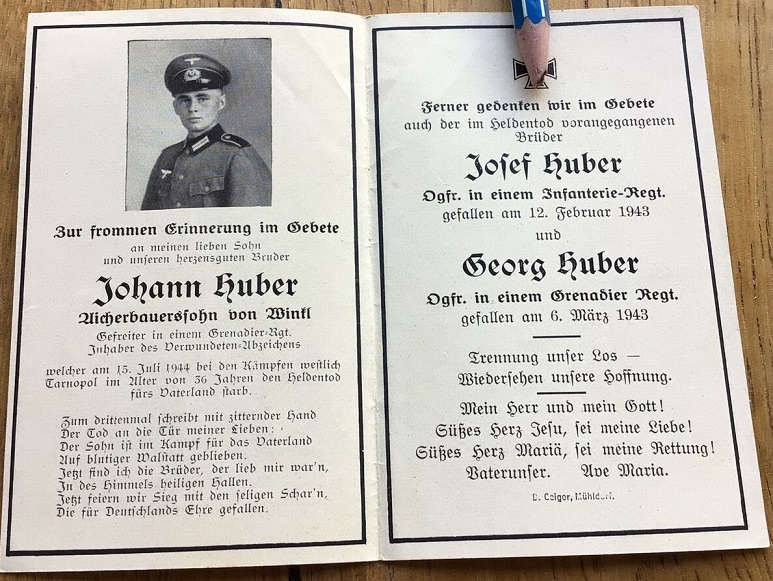 Zur frommen Erinnerung im Gebete
an meinen lieben Sohn
und unseren herzensguten Bruder
Johann Huber
Aicherbauerssohn von Winkl
Gefreiter in einem Grenadier-Rgt.
Inhaber des Verwundeten-Abzeichens
welcher am 15. Juli 1944 bei den Kämpfen westlich
Tarnopol im Alter von 36 Jahren den Heldentod
fürs Vaterland starb.
Zum drittenmal schreibt mit zitternder Hand
Der Tod an die Tür meiner Lieben:
Der Sohn ist im Kampf für das Vaterland
Auf blutiger Walstatt geblieben.
Jetzt find ich die Brüder, der lieb mir war'n,
In des Himmels heiligen Hallen.
Jetzt feiern wir Sieg mit den seligen Schar'n,
Die für Deutschlands Ehre gefallen.
Ferner gedenken wir im Gebete
auch der im Heldentod vorangegangenen
Brüder
Josef Huber
Ogfr. in einem Infanterie-Regt.
gefallen am 12. Februar 1943
und
Georg Huber
Ogfr. in einem Grenadier Regt.
gefallen am 6. März 1943
Trennung unser Los —
Wiedersehen unsere Hoffnung.
Mein Herr und mein Gott!
Süßes Herz Jesu, sei meine Liebe!
Süßes Herz Mariä, sei meine Rettung!
Vaterunser. Ave Maria.
D. Geiger, Mühldorf.